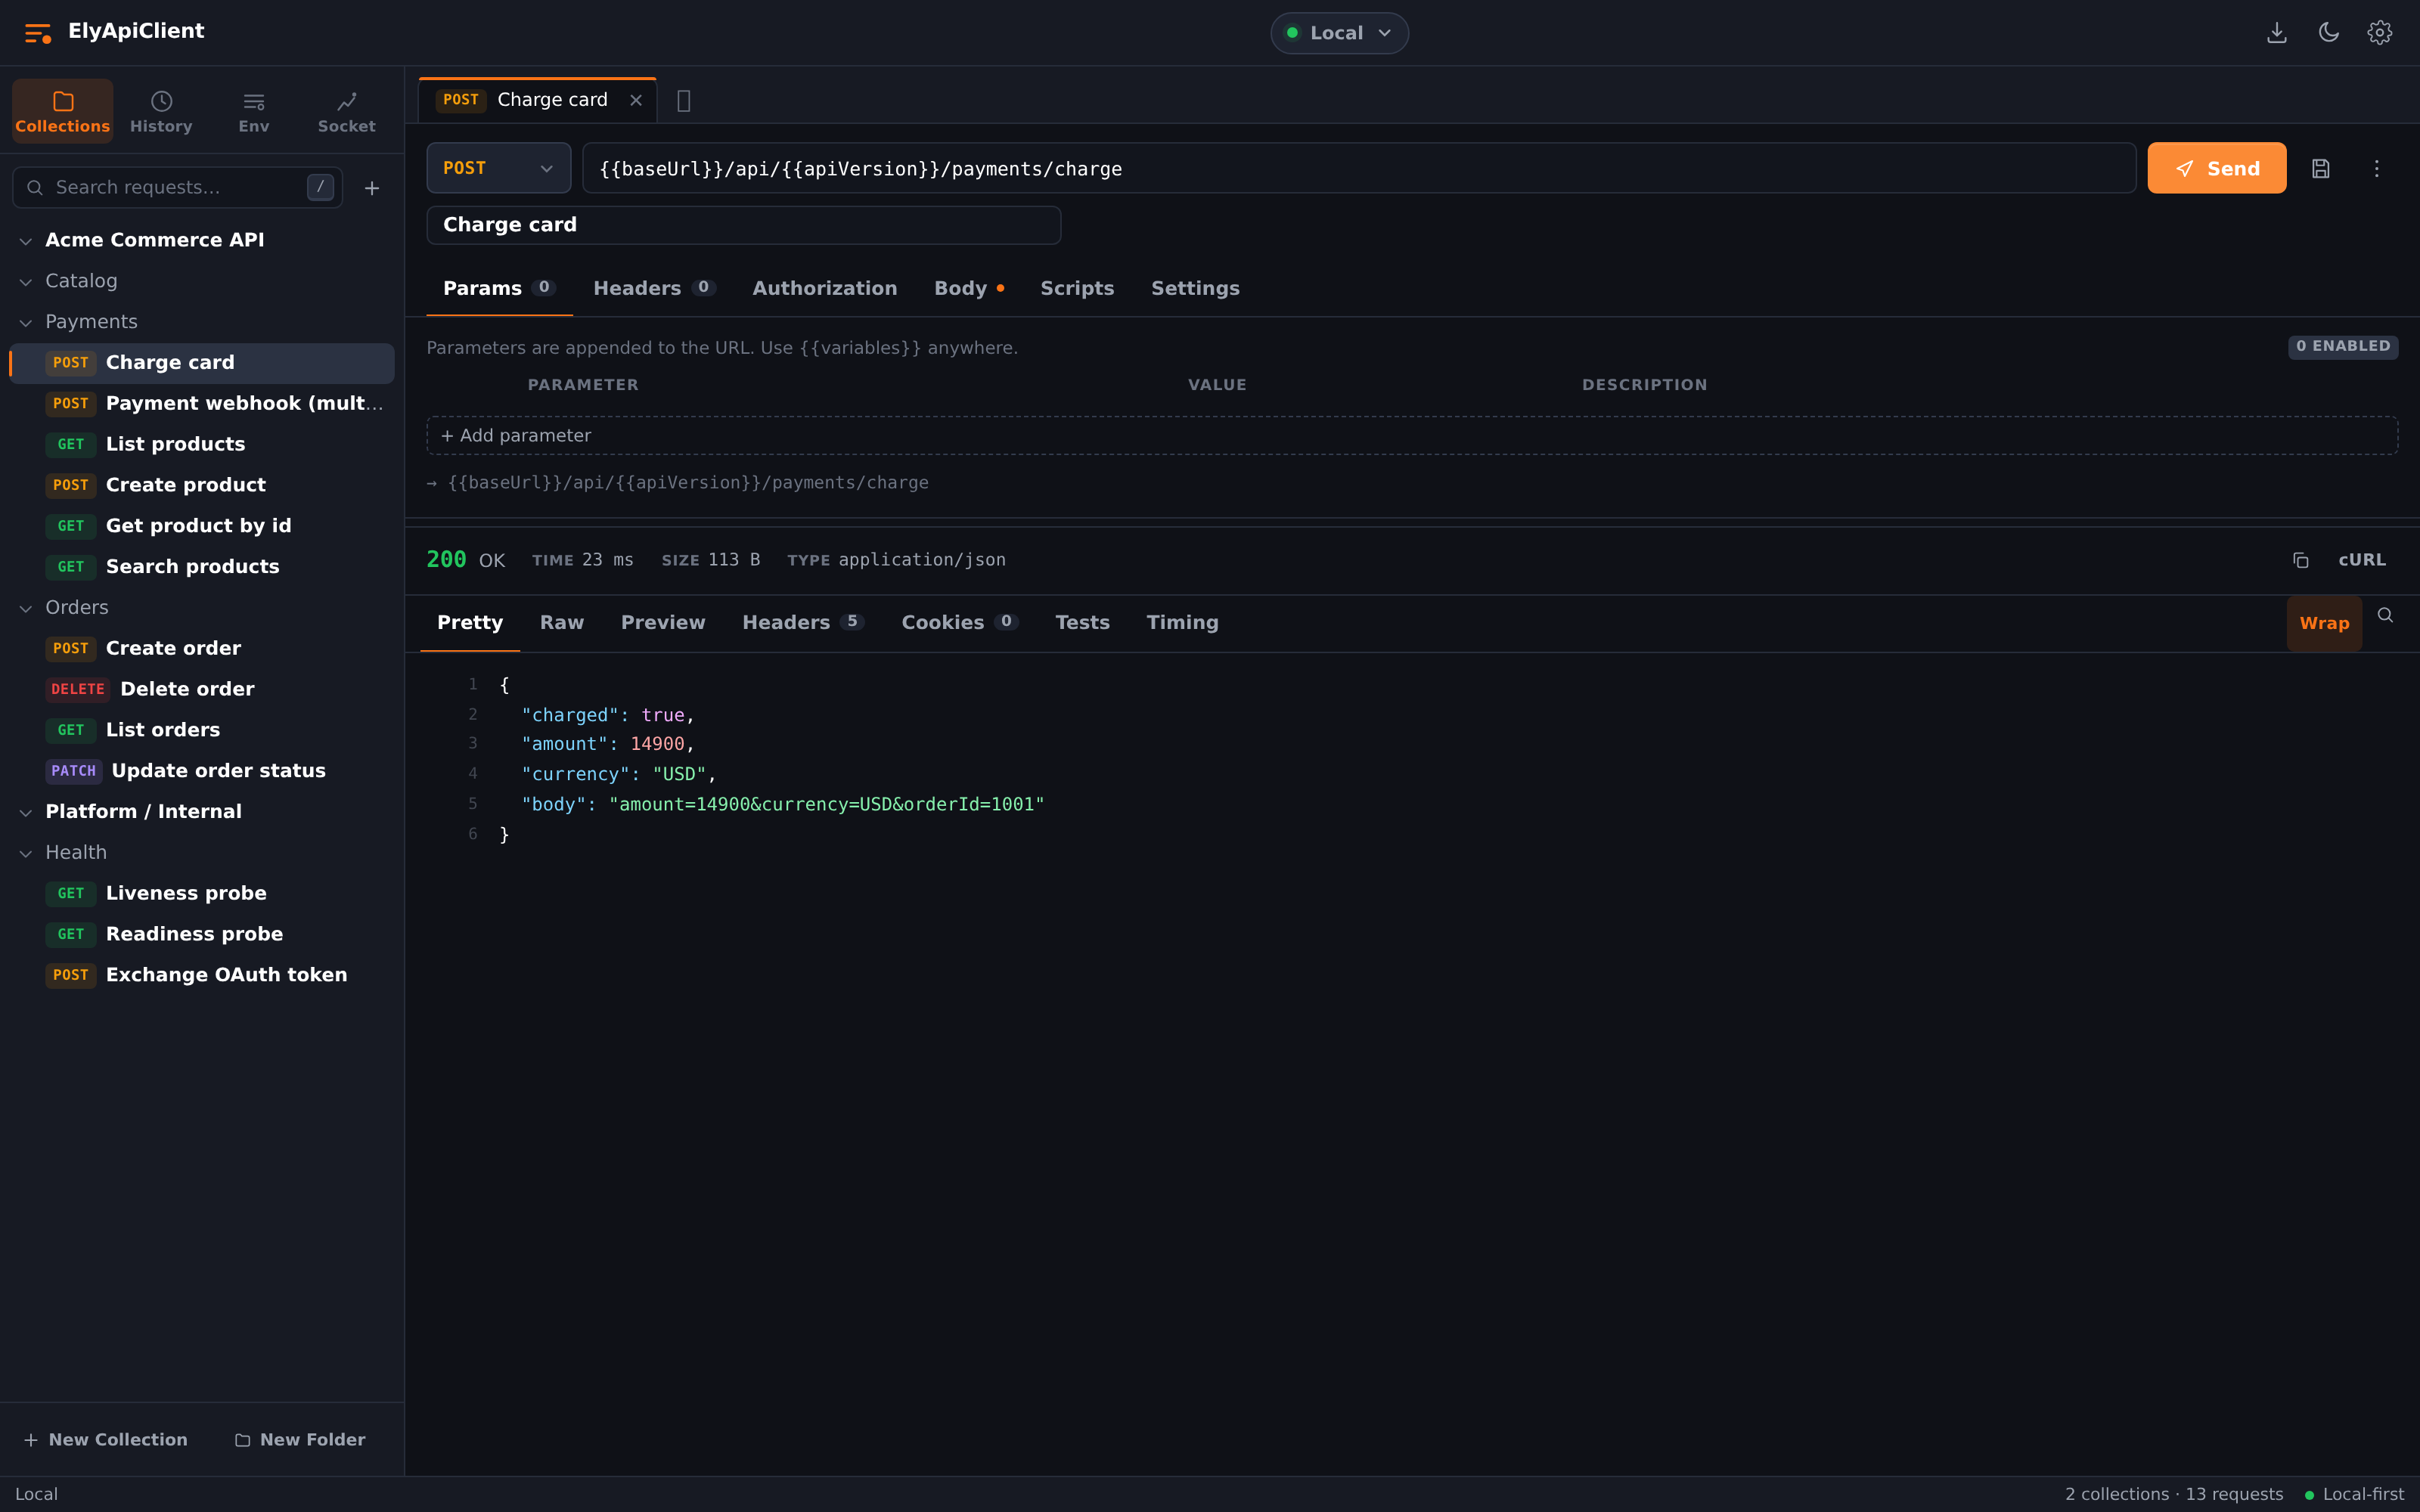 ElyApiClient
Local
Collections
History
Env
Socket
Search requests…
/
Acme Commerce API
Catalog
Payments
POST Charge card
POST Payment webhook (mult…
GET List products
POST Create product
GET Get product by id
GET Search products
Orders
POST Create order
DELETE Delete order
GET List orders
PATCH Update order status
Platform / Internal
Health
GET Liveness probe
GET Readiness probe
POST Exchange OAuth token
+ New Collection
New Folder
POST Charge card ✕
POST
{{baseUrl}}/api/{{apiVersion}}/payments/charge
Send
Charge card
Params 0 Headers 0 Authorization Body Scripts Settings
Parameters are appended to the URL. Use {{variables}} anywhere.
0 ENABLED
PARAMETER VALUE DESCRIPTION
+ Add parameter
→ {{baseUrl}}/api/{{apiVersion}}/payments/charge
200 OK TIME 23 ms SIZE 113 B TYPE application/json
cURL
Pretty Raw Preview Headers 5 Cookies 0 Tests Timing
Wrap
1 {
2 "charged": true,
3 "amount": 14900,
4 "currency": "USD",
5 "body": "amount=14900&currency=USD&orderId=1001"
6 }
Local
2 collections · 13 requests
Local-first